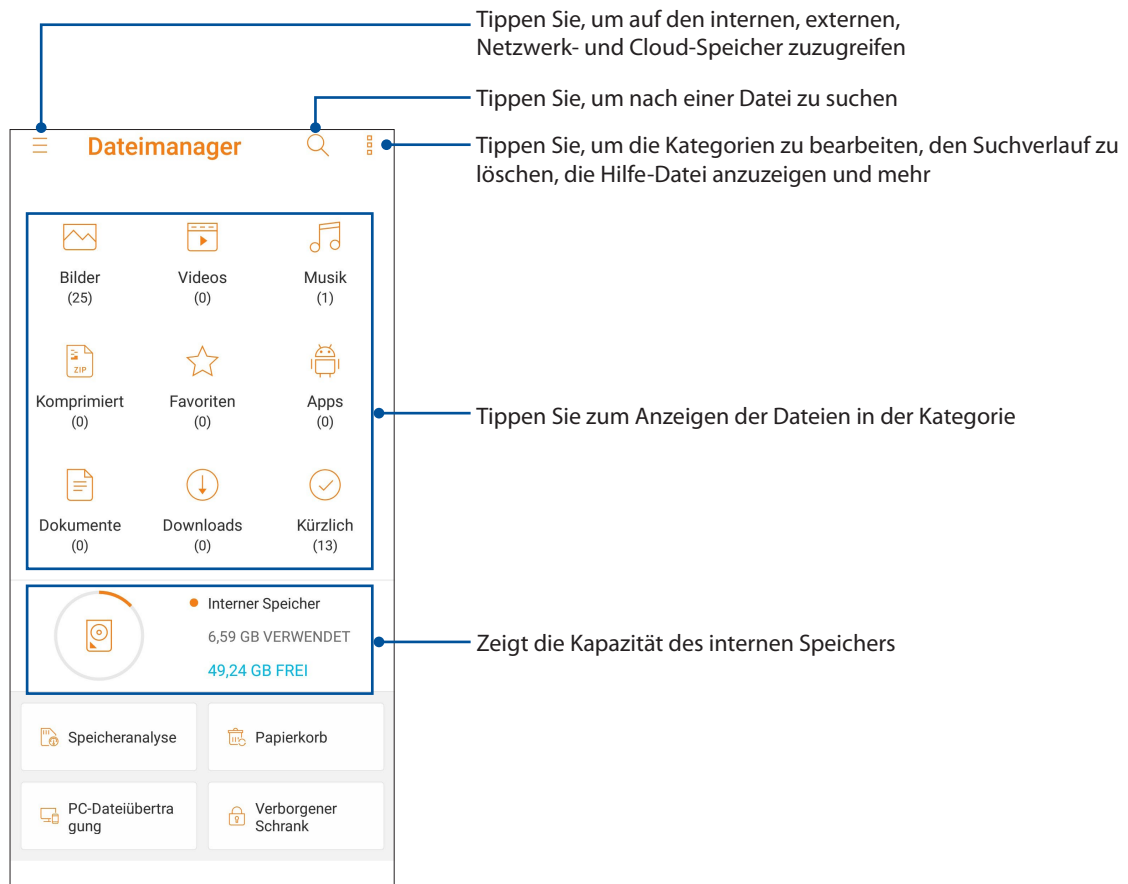 Tippen Sie, um auf den internen, externen,
Netzwerk- und Cloud-Speicher zuzugreifen
Tippen Sie, um nach einer Datei zu suchen
Tippen Sie, um die Kategorien zu bearbeiten, den Suchverlauf zu
löschen, die Hilfe-Datei anzuzeigen und mehr
Dateimanager
Bilder
(25)
Videos
(0)
Musik
(1)
ZIP
Komprimiert
(0)
Favoriten
(0)
Apps
(0)
Tippen Sie zum Anzeigen der Dateien in der Kategorie
Dokumente
(0)
Downloads
(0)
Kürzlich
(13)
Interner Speicher
6,59 GB VERWENDET
49,24 GB FREI
Zeigt die Kapazität des internen Speichers
Speicheranalyse
Papierkorb
PC-Dateiübertra
gung
Verborgener
Schrank